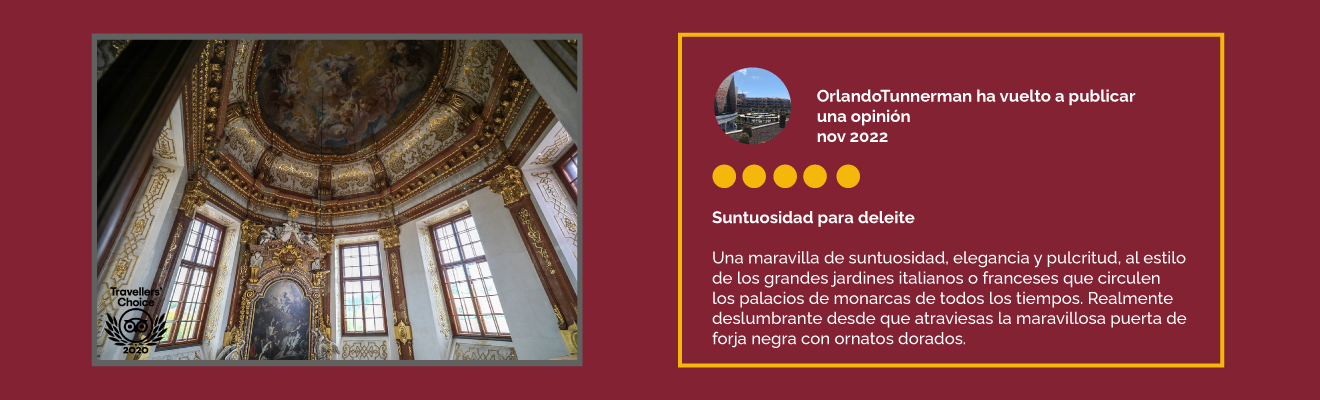 Travellers'
Choice
2020
OrlandoTunnerman ha vuelto a publicar
una opinión
nov 2022
Suntuosidad para deleite
Una maravilla de suntuosidad, elegancia y pulcritud, al estilo
de los grandes jardines italianos o franceses que circulen
los palacios de monarcas de todos los tiempos. Realmente
deslumbrante desde que atraviesas la maravillosa puerta de
forja negra con ornatos dorados.